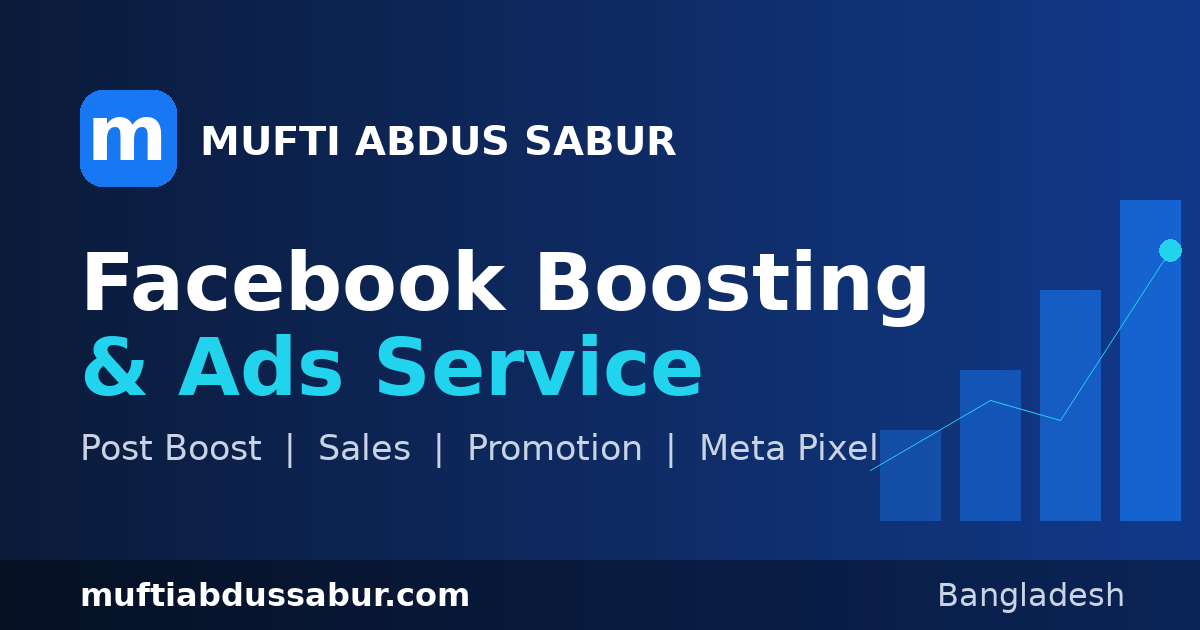 m
MUFTI ABDUS SABUR
Facebook Boosting
& Ads Service
Post Boost | Sales | Promotion | Meta Pixel
muftiabdussabur.com
Bangladesh